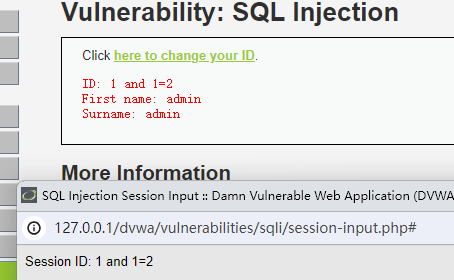 Vulnerability: SQL Injection
Click here to change your ID.
ID: 1 and 1=2
First name: admin
Surname: admin
More Information
SQL Injection Session Input :: Damn Vulnerable Web Application (DVWA
127.0.0.1/dvwa/vulnerabilities/sqli/session-input.php#
Session ID: 1 and 1=2